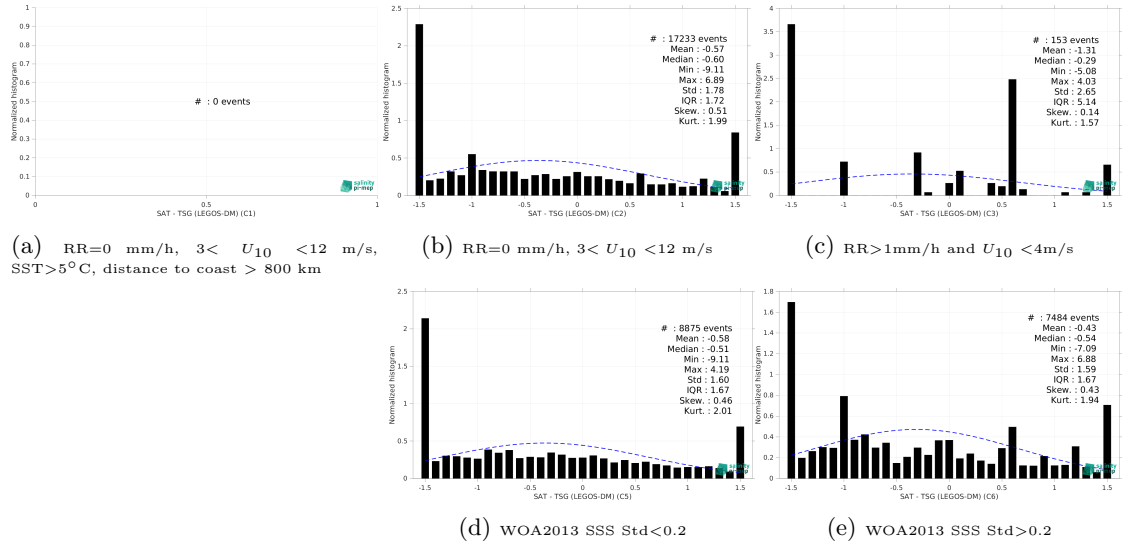 1
0.9
0.8
0.7
0.6
0.5
0.4
0.3
0.2
0.1
0
Normalized histogram
# : 0 events
salinity
pi-mep
0 0.5 1
SAT - TSG (LEGOS-DM) (C1)
(a) RR=0 mm/h, 3< U10 <12 m/s,
SST>5°C, distance to coast > 800 km
2.5
2
1.5
1
0.5
0
Normalized histogram
# : 17233 events
Mean : -0.57
Median : -0.60
Min : -9.11
Max : 6.89
Std : 1.78
IQR : 1.72
Skew. : 0.51
Kurt. : 1.99
salinity
pi-mep
-1.5 -1 -0.5 0 0.5 1 1.5
SAT - TSG (LEGOS-DM) (C2)
(b) RR=0 mm/h, 3< U10 <12 m/s
4
3.5
3
2.5
2
1.5
1
0.5
0
Normalized histogram
# : 153 events
Mean : -1.31
Median : -0.29
Min : -5.08
Max : 4.03
Std : 2.65
IQR : 5.14
Skew. : 0.14
Kurt. : 1.57
salinity
pi-mep
-1.5 -1 -0.5 0 0.5 1 1.5
SAT - TSG (LEGOS-DM) (C3)
(c) RR>1mm/h and U10 <4m/s
2.5
2
1.5
1
0.5
0
Normalized histogram
# : 8875 events
Mean : -0.58
Median : -0.51
Min : -9.11
Max : 4.19
Std : 1.60
IQR : 1.67
Skew. : 0.46
Kurt. : 2.01
salinity
pi-mep
-1.5 -1 -0.5 0 0.5 1 1.5
SAT - TSG (LEGOS-DM) (C5)
(d) WOA2013 SSS Std<0.2
1.8
1.6
1.4
1.2
1
0.8
0.6
0.4
0.2
0
Normalized histogram
# : 7484 events
Mean : -0.43
Median : -0.54
Min : -7.09
Max : 6.88
Std : 1.59
IQR : 1.67
Skew. : 0.43
Kurt. : 1.94
salinity
pi-mep
-1.5 -1 -0.5 0 0.5 1 1.5
SAT - TSG (LEGOS-DM) (C6)
(e) WOA2013 SSS Std>0.2